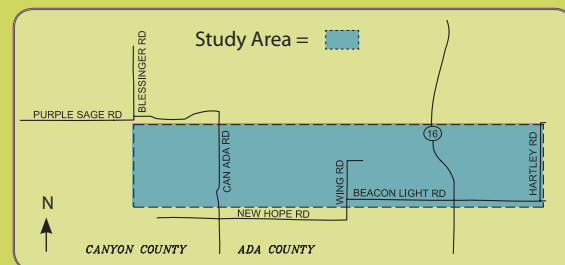 Study Area =
BLESSINGER RD
PURPLE SAGE RD
CAN ADA RD
16
WING RD
HARTLEY RD
BEACON LIGHT RD
NEW HOPE RD
N
CANYON COUNTY
ADA COUNTY